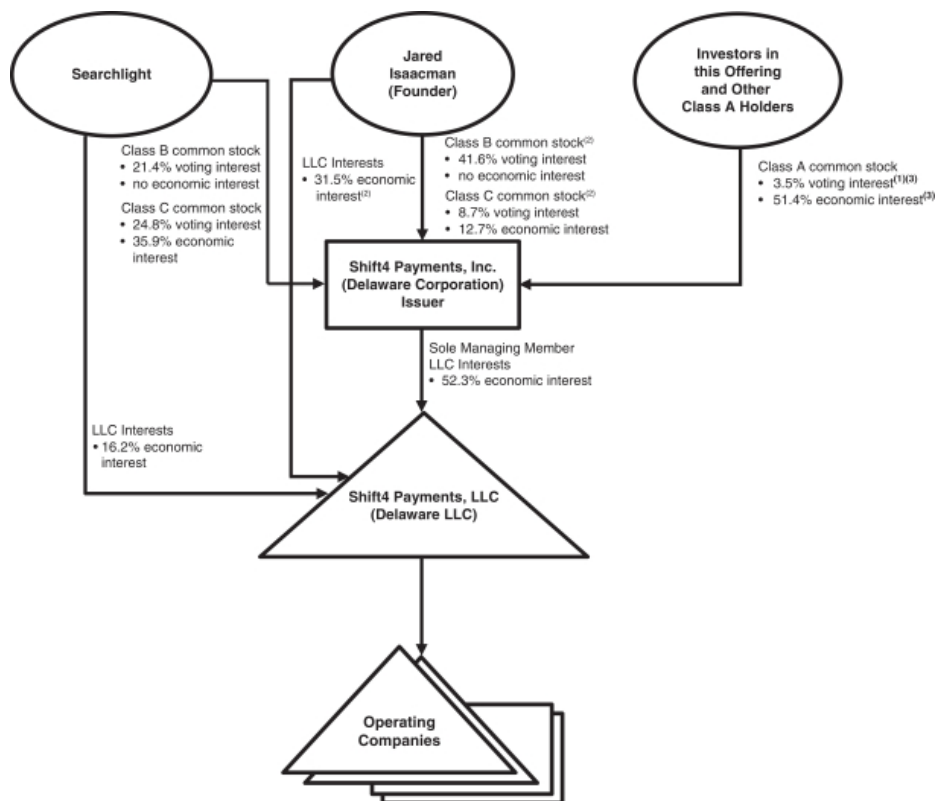 Searchlight
Jared
Isaacman
(Founder)
Investors in
this Offering
and Other
Class A Holders
Class B common stock
• 21.4% voting interest
• no economic interest
Class C common stock
• 24.8% voting interest
• 35.9% economic
interest
LLC Interests
• 31.5% economic
interest(2)
Class B common stock(2)
• 41.6% voting interest
• no economic interest
Class C common stock(2)
• 8.7% voting interest
• 12.7% economic interest
Class A common stock
• 3.5% voting interest(1)(3)
• 51.4% economic interest(3)
Shift4 Payments, Inc.
(Delaware Corporation)
Issuer
Sole Managing Member
LLC Interests
• 52.3% economic interest
LLC Interests
• 16.2% economic
interest
Shift4 Payments, LLC
(Delaware LLC)
Operating
Companies